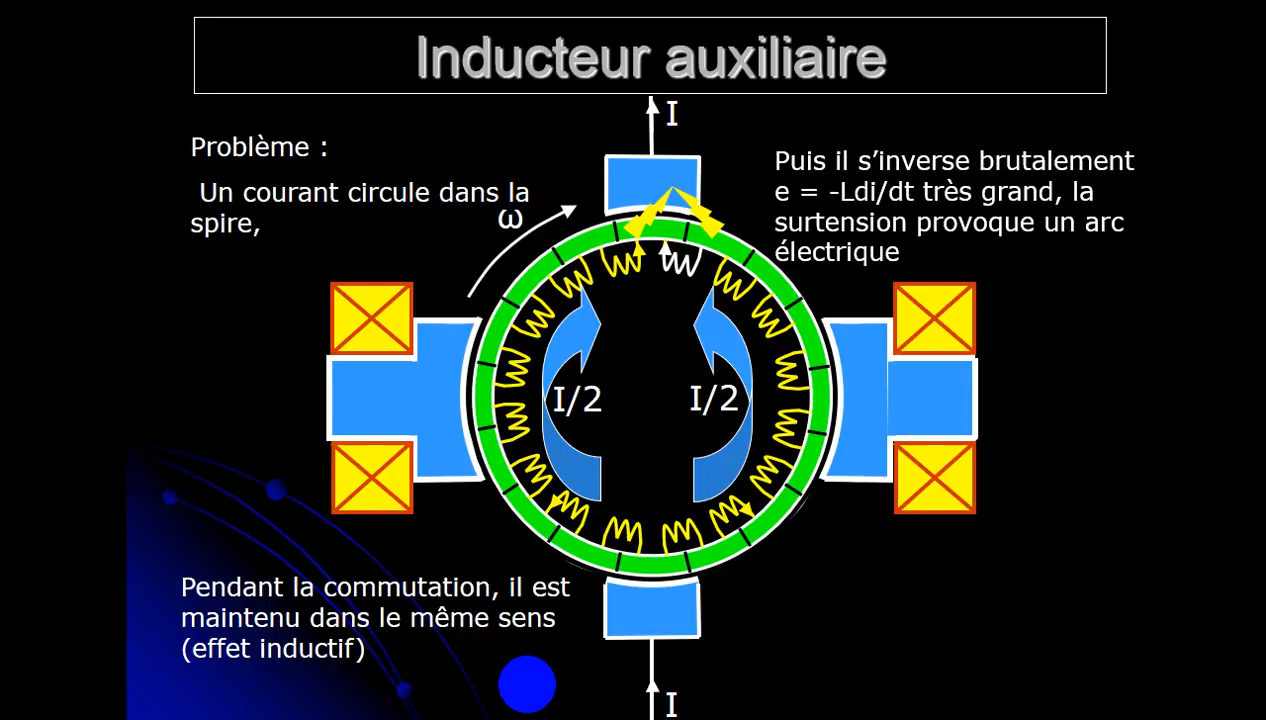 Inducteur auxiliaire
I
Problème :
Un courant circule dans la
spire,
ω
Puis il s’inverse brutalement
e = -Ldi/dt très grand, la
surtension provoque un arc
électrique
I/2
I/2
Pendant la commutation, il est
maintenu dans le même sens
(effet inductif)
I